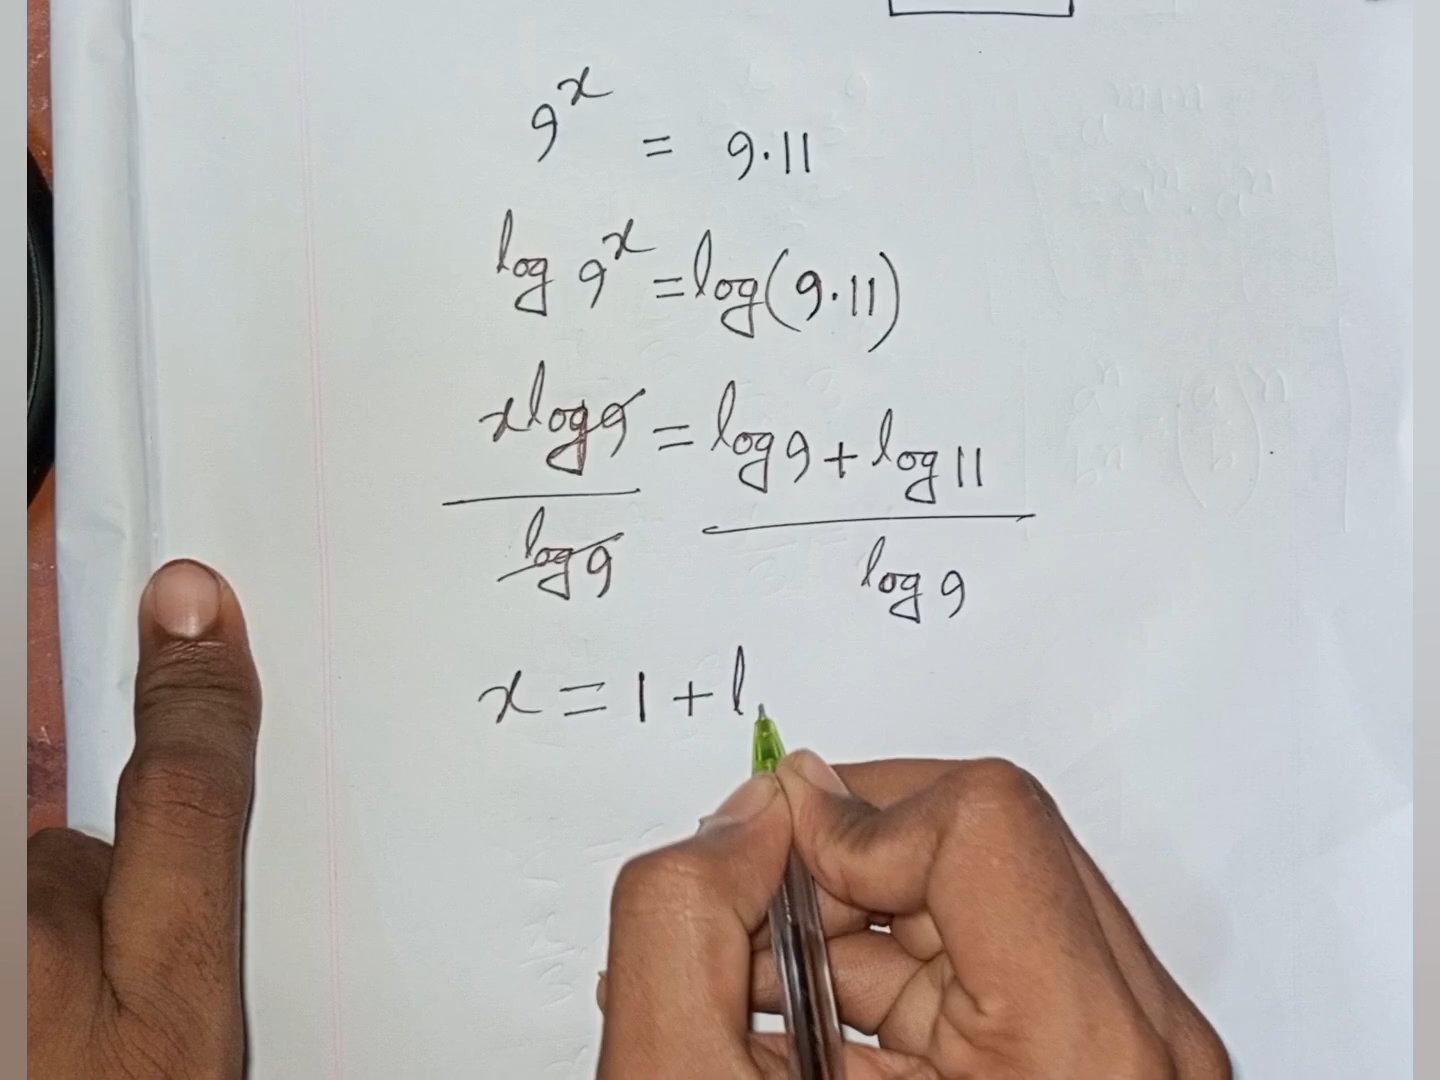 9^x = 9·11
log 9^x = log(9·11)
x log 9 = log 9 + log 11
log 9 log 9
x = 1 + l